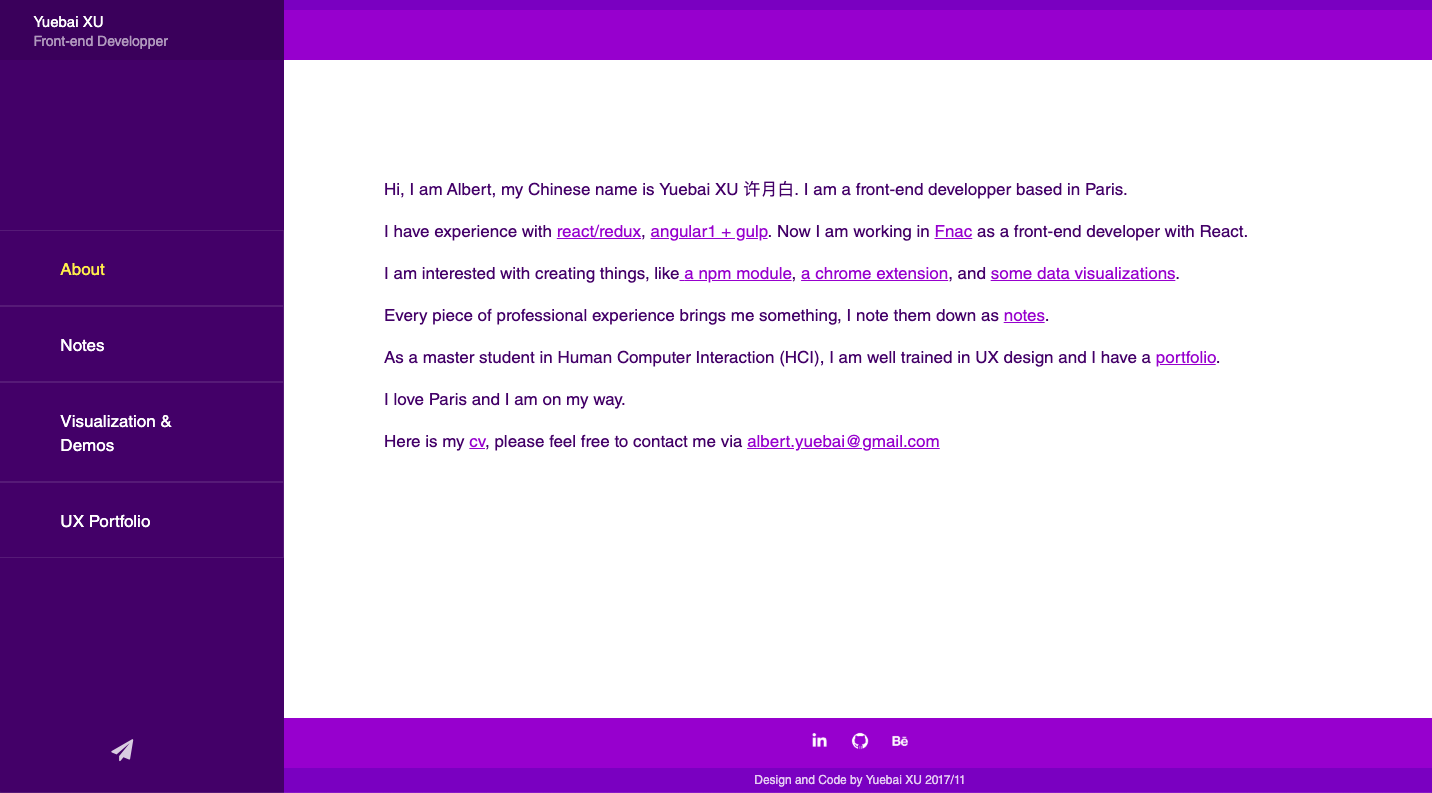 Yuebai XU
Front-end Developper
About
Notes
Visualization &
Demos
UX Portfolio
Hi, I am Albert, my Chinese name is Yuebai XU 许月白. I am a front-end developper based in Paris.
I have experience with react/redux, angular1 + gulp. Now I am working in Fnac as a front-end developer with React.
I am interested with creating things, like a npm module, a chrome extension, and some data visualizations.
Every piece of professional experience brings me something, I note them down as notes.
As a master student in Human Computer Interaction (HCI), I am well trained in UX design and I have a portfolio.
I love Paris and I am on my way.
Here is my cv, please feel free to contact me via albert.yuebai@gmail.com
in
Bē
Design and Code by Yuebai XU 2017/11